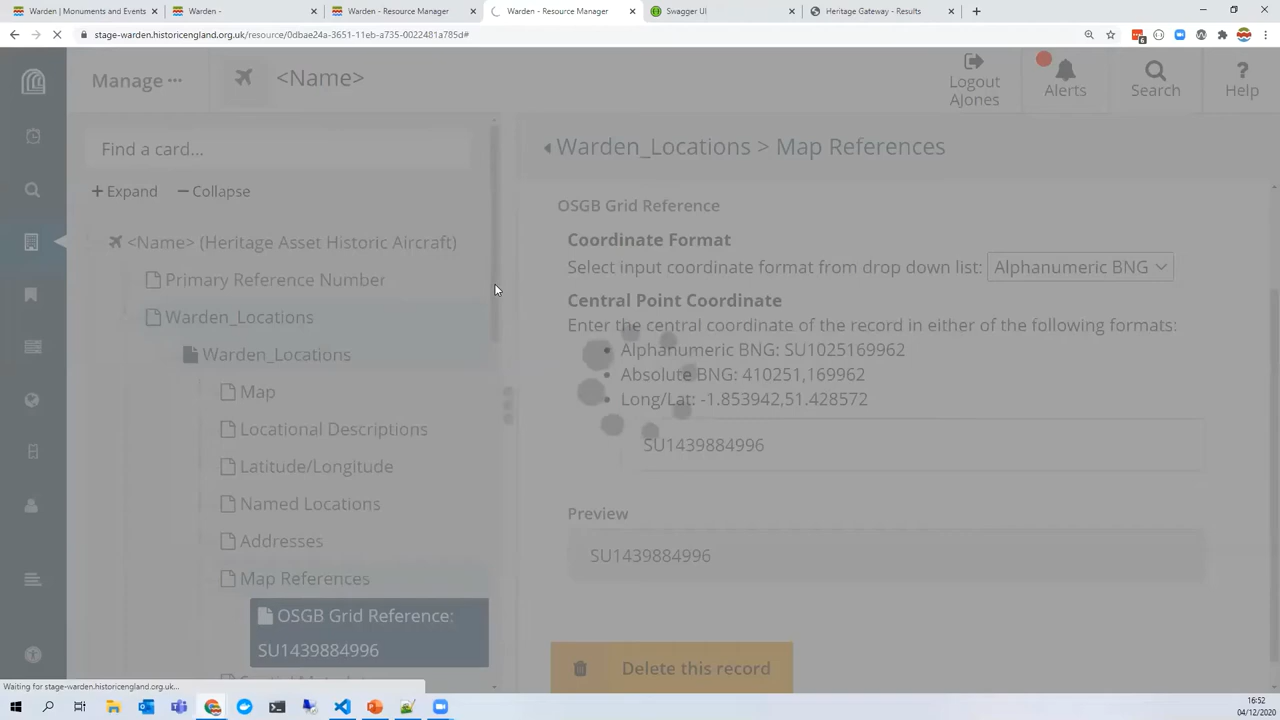 Warden | Monuments and Events
Warden -
Warden - Resource Manager
Warden - Resource Manager
Swagger UI
Heritage Gateway - Results
stage-warden.historicengland.org.uk/resource/0dbae24a-3651-11eb-a735-0022481a785d#
Manage
<Name>
Logout
AJones
Alerts
Search
Help
Find a card...
Expand
Collapse
<Name> (Heritage Asset Historic Aircraft)
Primary Reference Number
Warden_Locations
Warden_Locations
Map
Locational Descriptions
Latitude/Longitude
Named Locations
Addresses
Map References
OSGB Grid Reference:
SU1439884996
Warden_Locations > Map References
OSGB Grid Reference
Coordinate Format
Select input coordinate format from drop down list: Alphanumeric BNG
Central Point Coordinate
Enter the central coordinate of the record in either of the following formats:
Alphanumeric BNG: SU1025169962
Absolute BNG: 410251,169962
Long/Lat: -1.853942,51.428572
SU1439884996
Preview
SU1439884996
Delete this record
Waiting for stage-warden.historicengland.org.uk...
16:52
04/12/2020